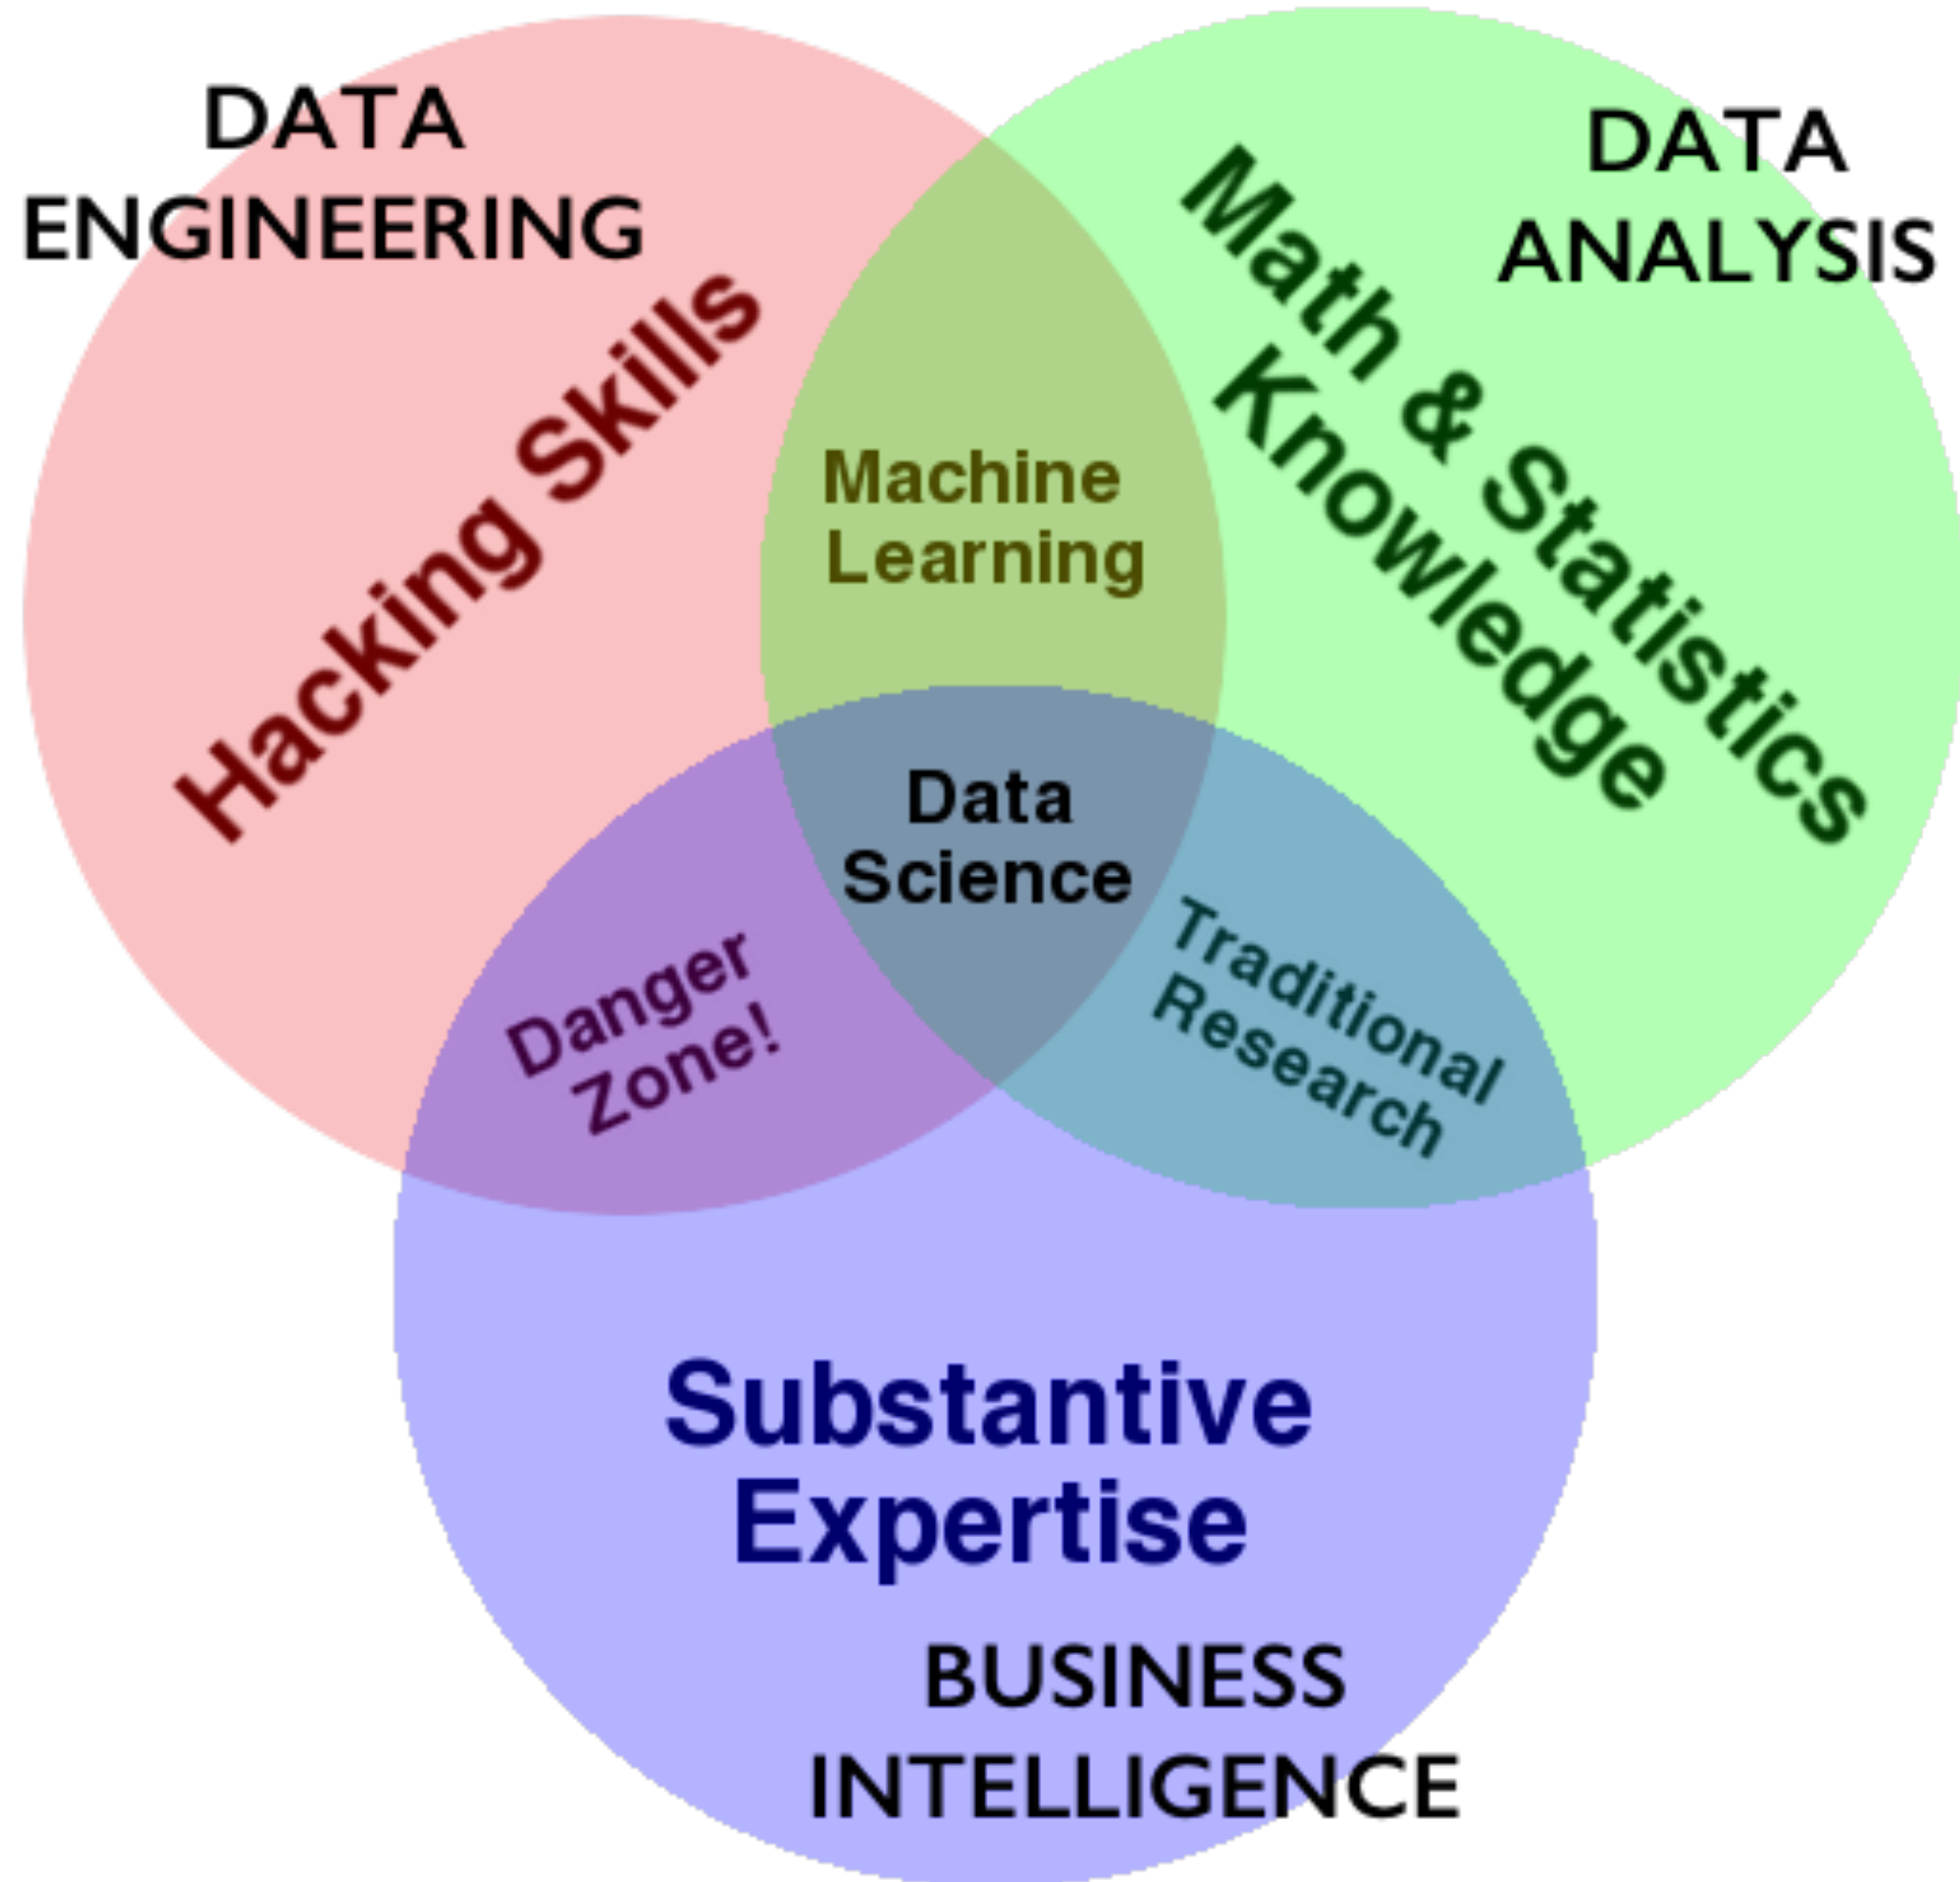 DATA
ENGINEERING
DATA
ANALYSIS
Hacking Skills
Math & Statistics
Knowledge
Machine
Learning
Data
Science
Danger
Zone!
Traditional
Research
Substantive
Expertise
BUSINESS
INTELLIGENCE